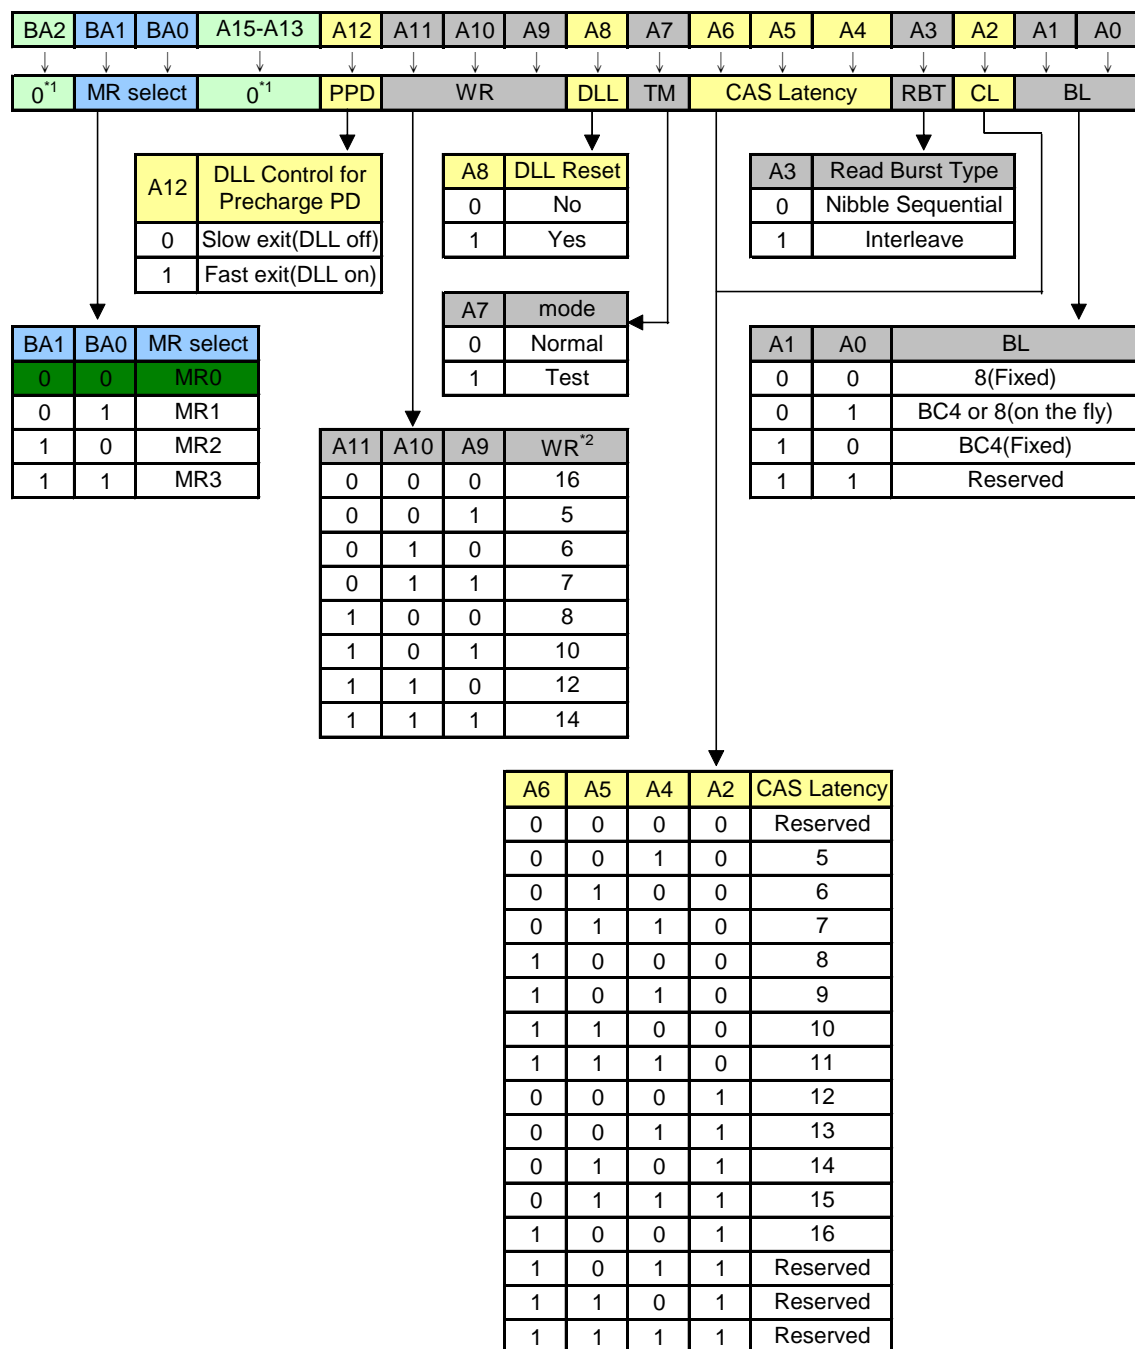 BA2 BA1 BA0 A15-A13 A12 A11 A10 A9 A8 A7 A6 A5 A4 A3 A2 A1 A0
0*1 MR select 0*1 PPD WR DLL TM CAS Latency RBT CL BL
A12 DLL Control for Precharge PD
0 Slow exit(DLL off)
1 Fast exit(DLL on)
A8 DLL Reset
0 No
1 Yes
A3 Read Burst Type
0 Nibble Sequential
1 Interleave
A7 mode
0 Normal
1 Test
BA1 BA0 MR select
0 0 MR0
0 1 MR1
1 0 MR2
1 1 MR3
A1 A0 BL
0 0 8(Fixed)
0 1 BC4 or 8(on the fly)
1 0 BC4(Fixed)
1 1 Reserved
A11 A10 A9 WR*2
0 0 0 16
0 0 1 5
0 1 0 6
0 1 1 7
1 0 0 8
1 0 1 10
1 1 0 12
1 1 1 14
A6 A5 A4 A2 CAS Latency
0 0 0 0 Reserved
0 0 1 0 5
0 1 0 0 6
0 1 1 0 7
1 0 0 0 8
1 0 1 0 9
1 1 0 0 10
1 1 1 0 11
0 0 0 1 12
0 0 1 1 13
0 1 0 1 14
0 1 1 1 15
1 0 0 1 16
1 0 1 1 Reserved
1 1 0 1 Reserved
1 1 1 1 Reserved